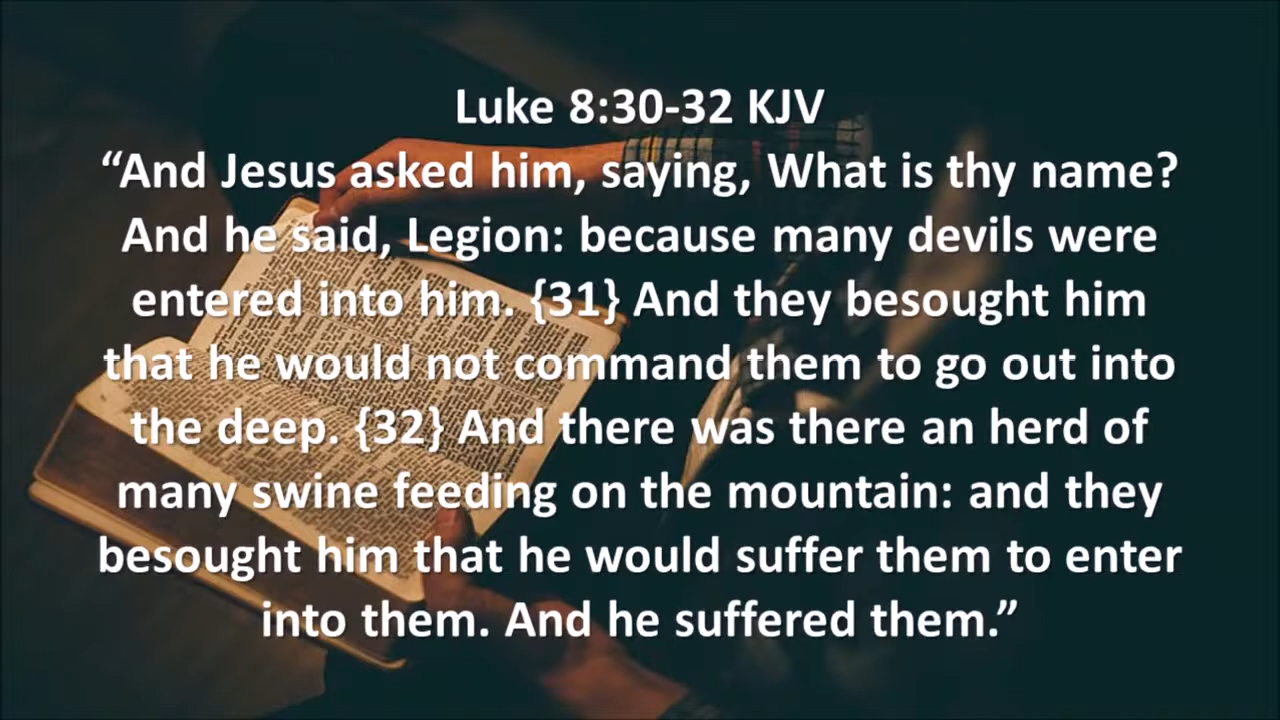 Luke 8:30-32 KJV
“And Jesus asked him, saying, What is thy name?
And he said, Legion: because many devils were
entered into him. {31} And they besought him
that he would not command them to go out into
the deep. {32} And there was there an herd of
many swine feeding on the mountain: and they
besought him that he would suffer them to enter
into them. And he suffered them.”